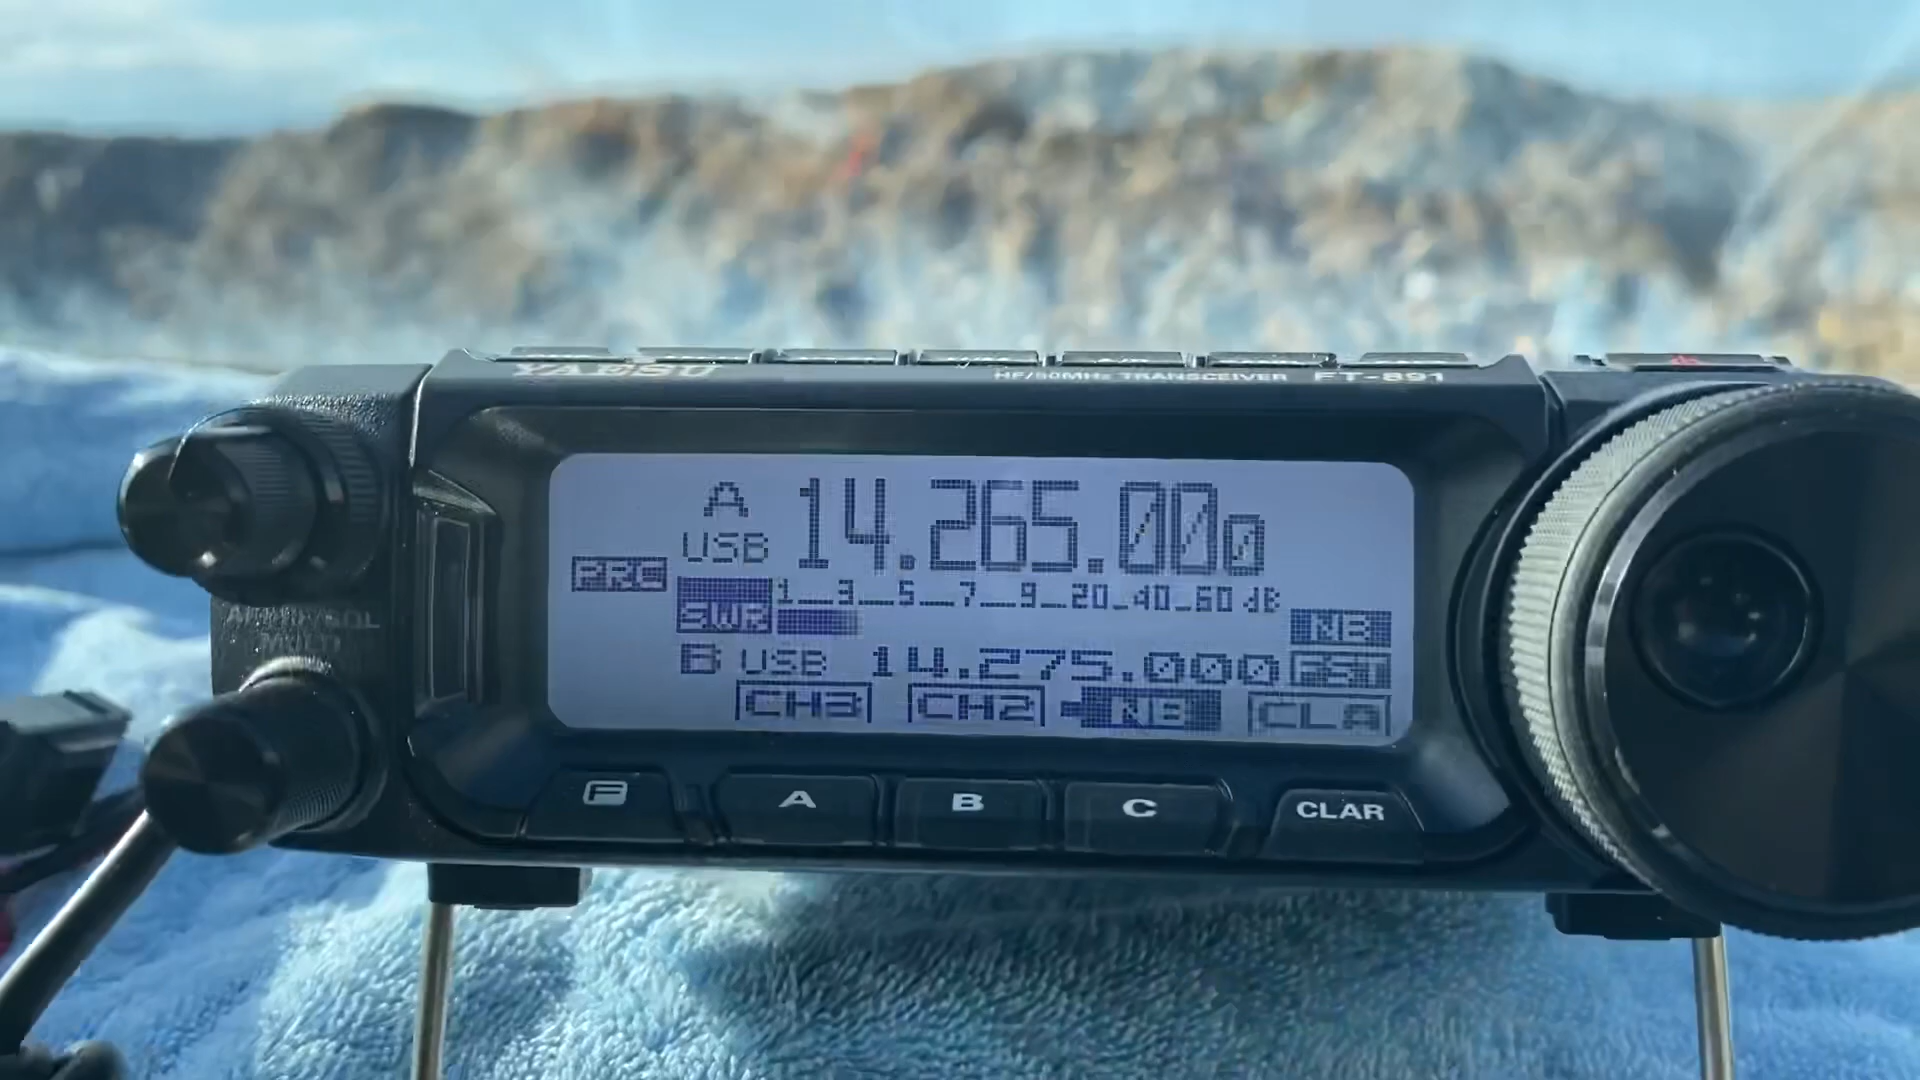 YAESU HF/50MHz TRANSCEIVER FT-891
A 14.265.000
USB
PRC
1 3 5 7 9 20 40 60 dB
SWR
NB
B USB 14.275.000 FST
CH3 CH2 NB CLA
F A B C CLAR